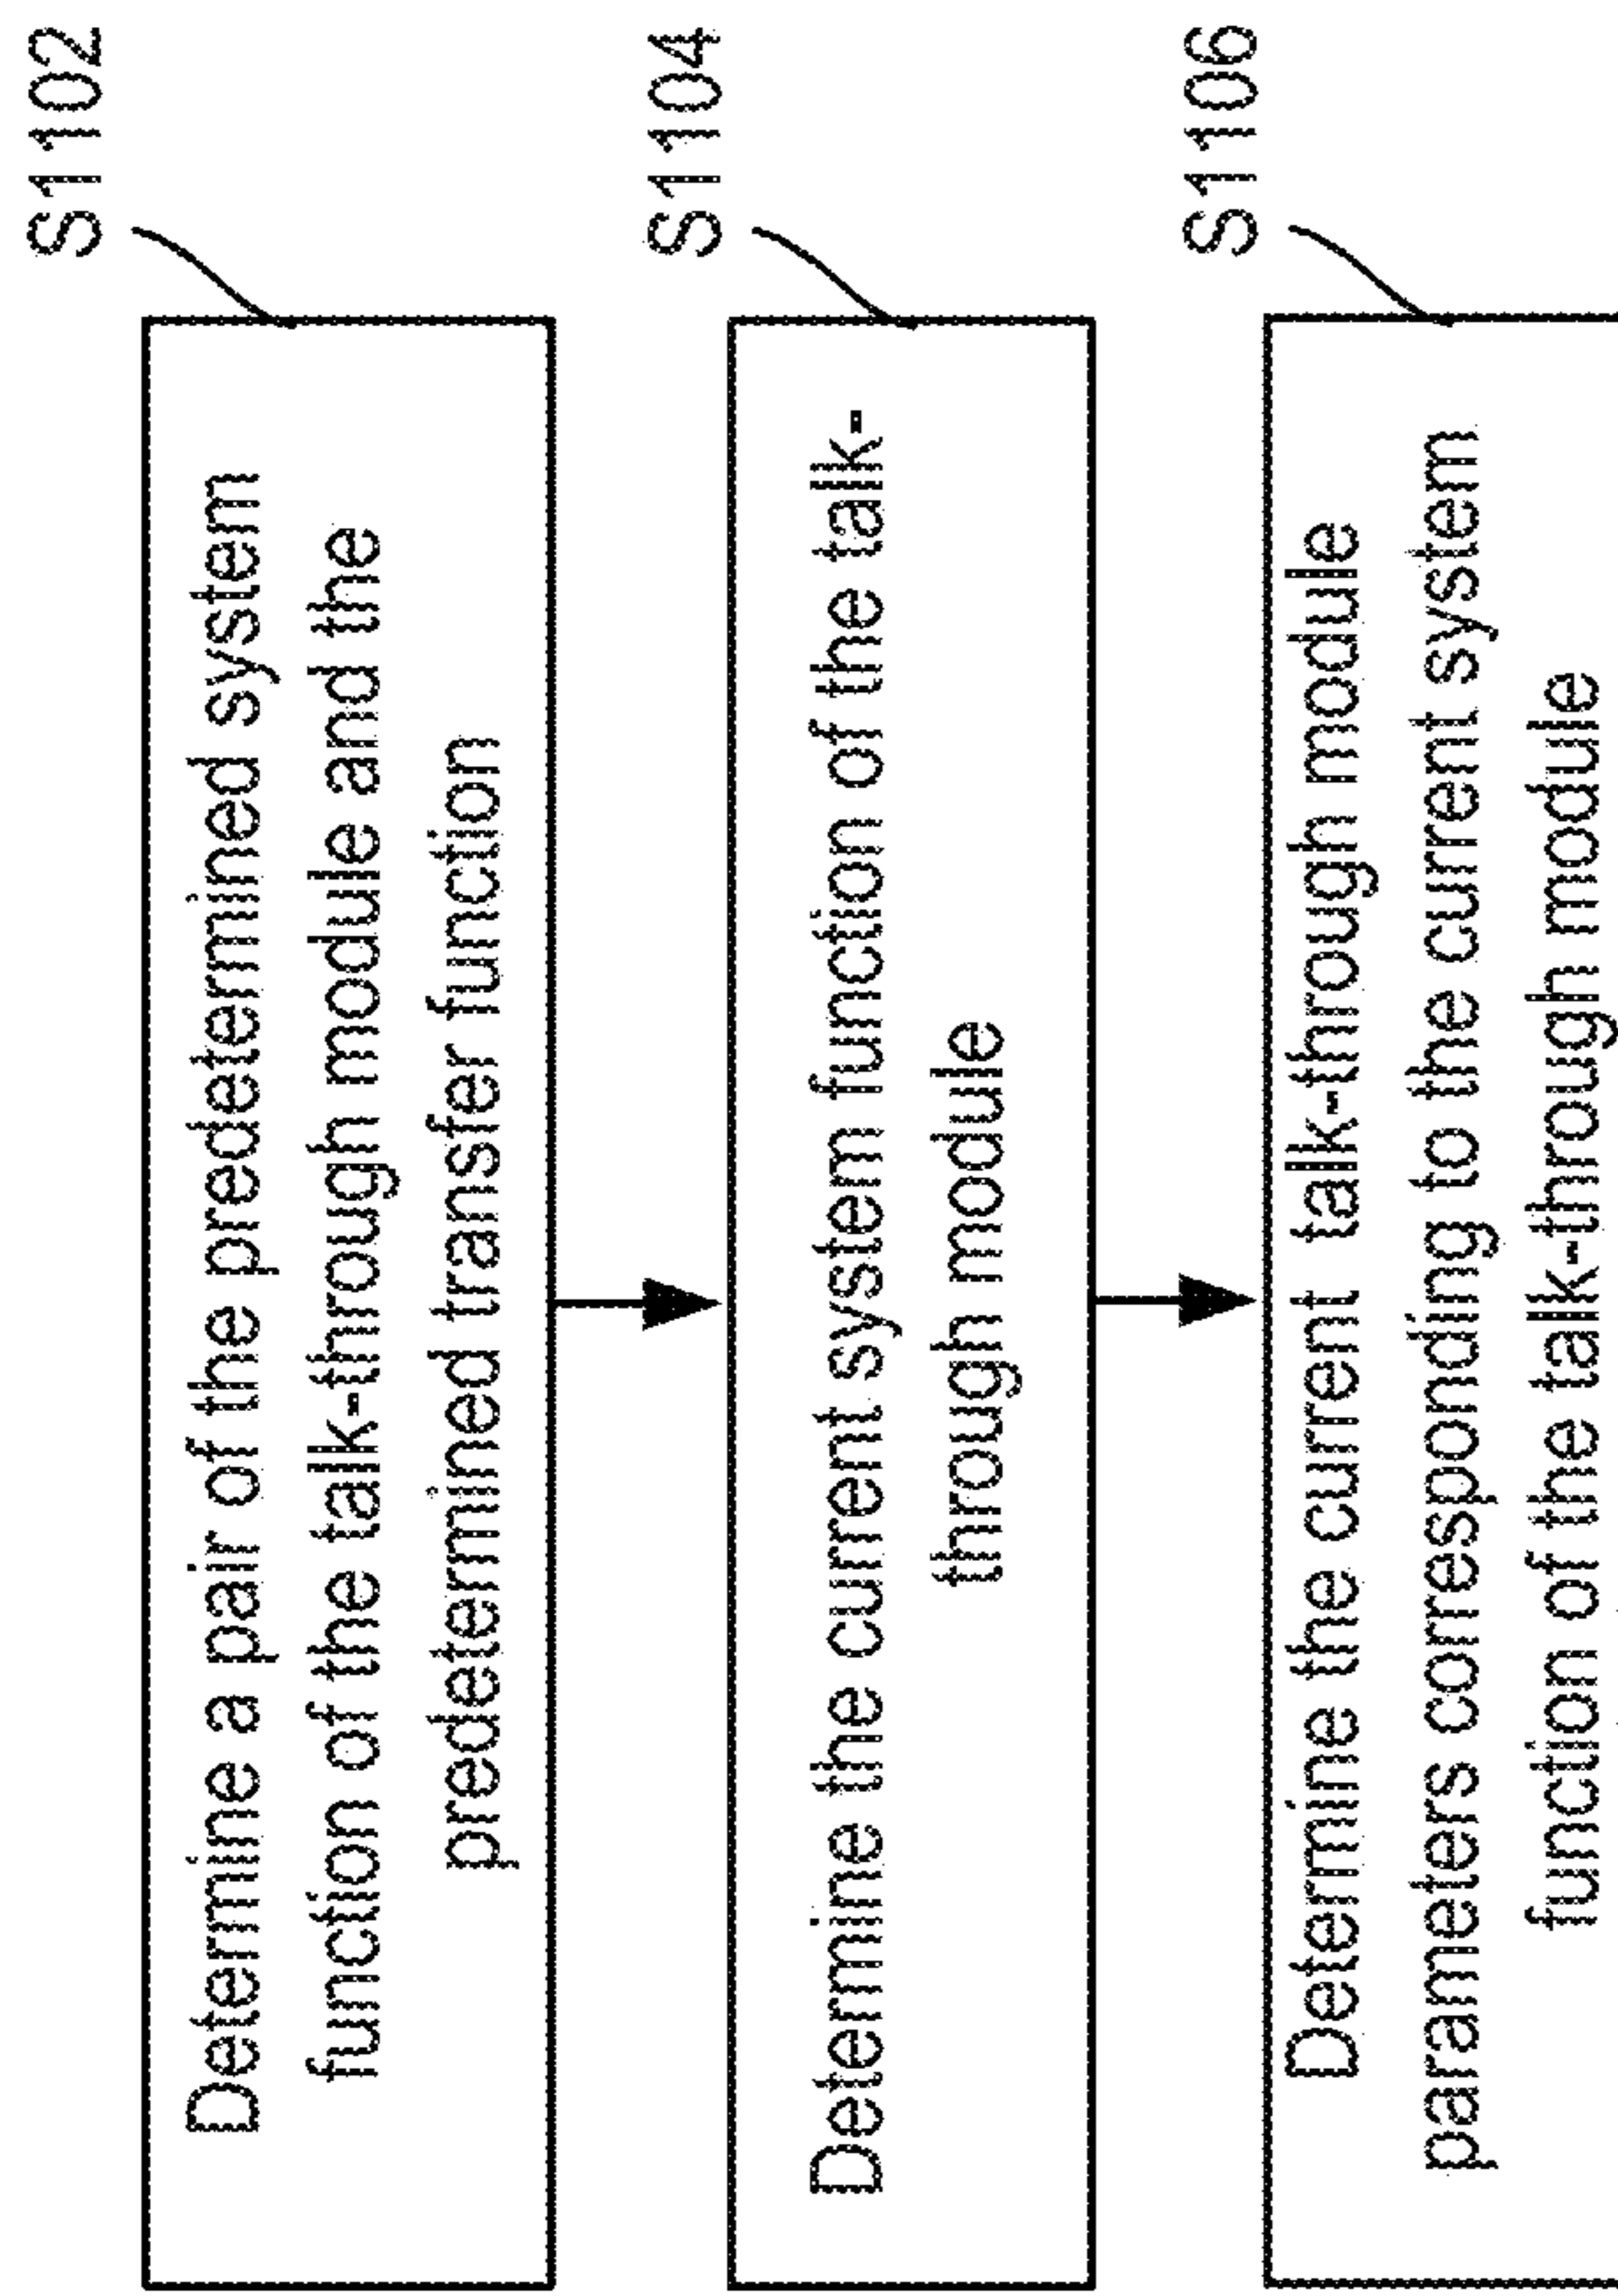 S1102
Determine a pair of the predetermined system
function of the talk-through module and the
predetermined transfer function
S1104
Determine the current system function of the talk-
through module
S1106
Determine the current talk-through module
parameters corresponding to the current system
function of the talk-through module